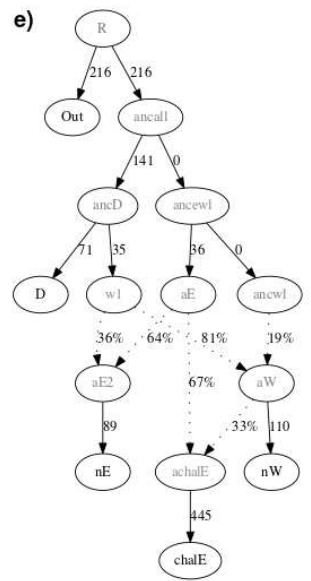 e)
R
216 216
Out ancall
141 0
ancD ancewl
71 35 36 0
D wl aE ancwl
36% 64% 81% 19%
aE2 67% aW
89 33% 110
nE achalE nW
445
chalE